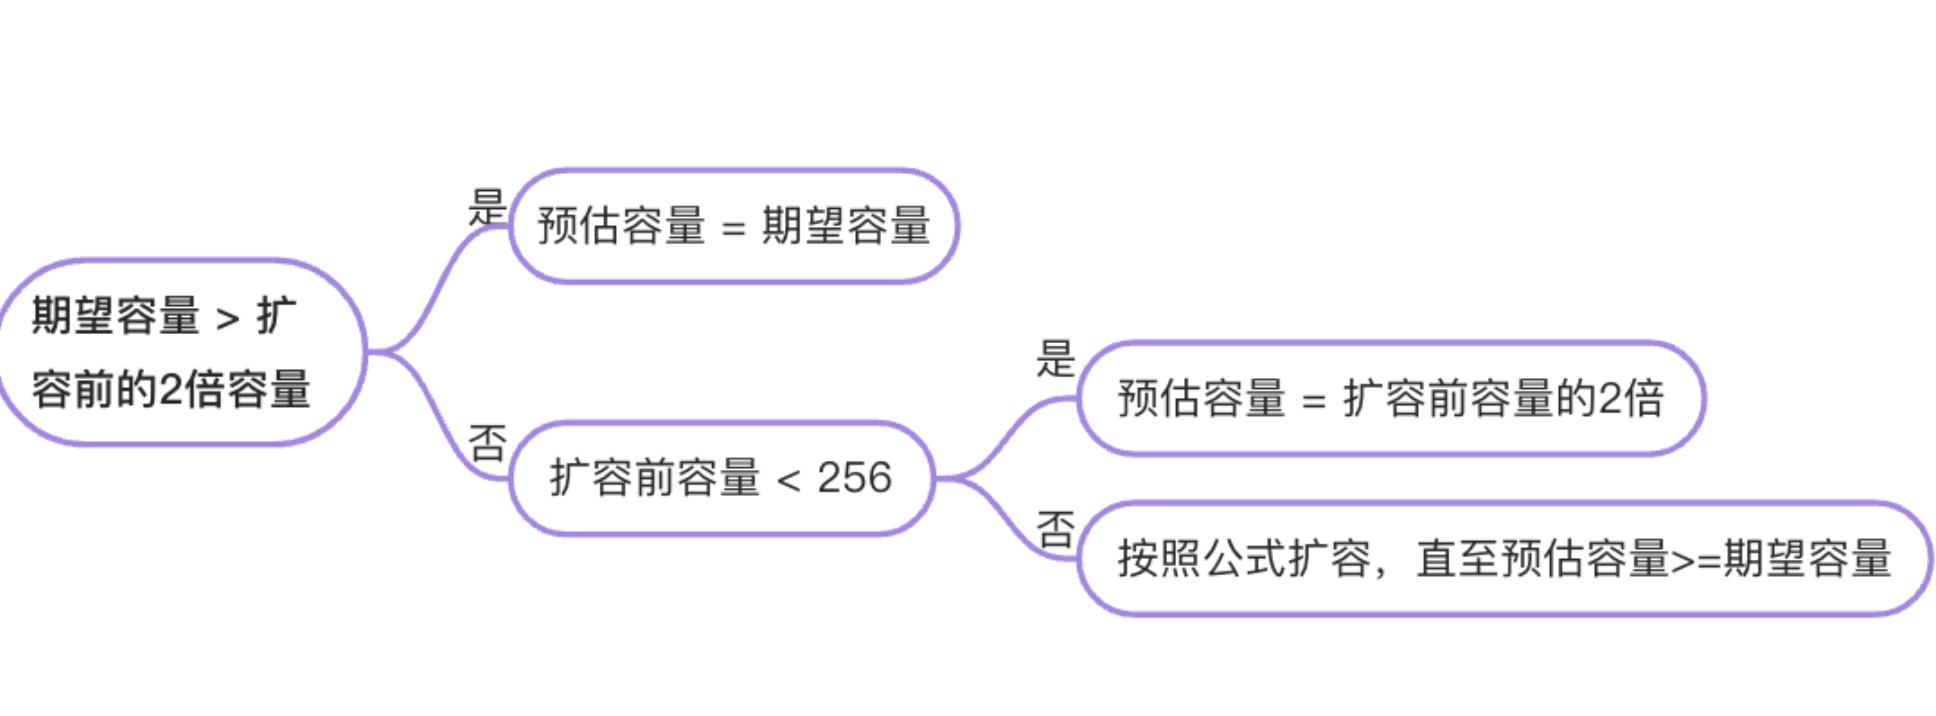 期望容量 > 扩
容前的2倍容量
是
预估容量 = 期望容量
否
扩容前容量 < 256
是
预估容量 = 扩容前容量的2倍
否
按照公式扩容，直至预估容量>=期望容量